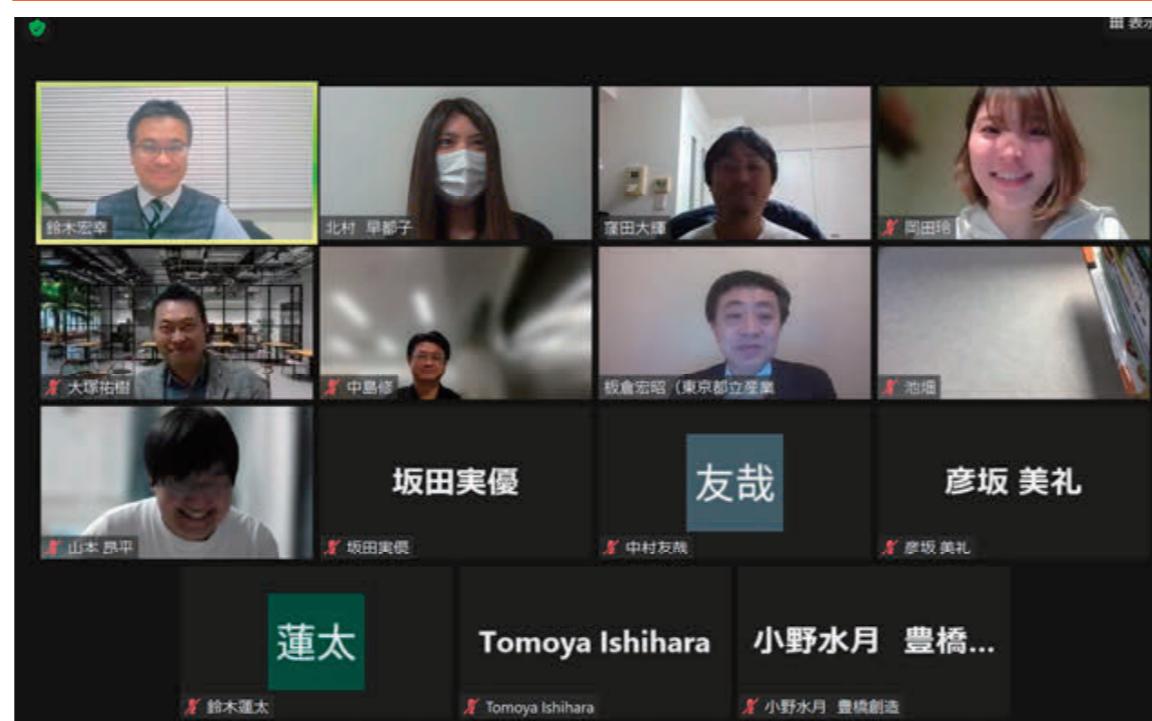 表示
鈴木宏幸
北村 早都子
窪田大輝
岡田玲
大塚祐樹
中島修
板倉宏昭（東京都立産業
池畑
山本 昂平
坂田実優
坂田実優
友哉
中村友哉
彦坂 美礼
彦坂 美礼
蓮太
鈴木蓮太
Tomoya Ishihara
Tomoya Ishihara
小野水月 豊橋...
小野水月 豊橋創造